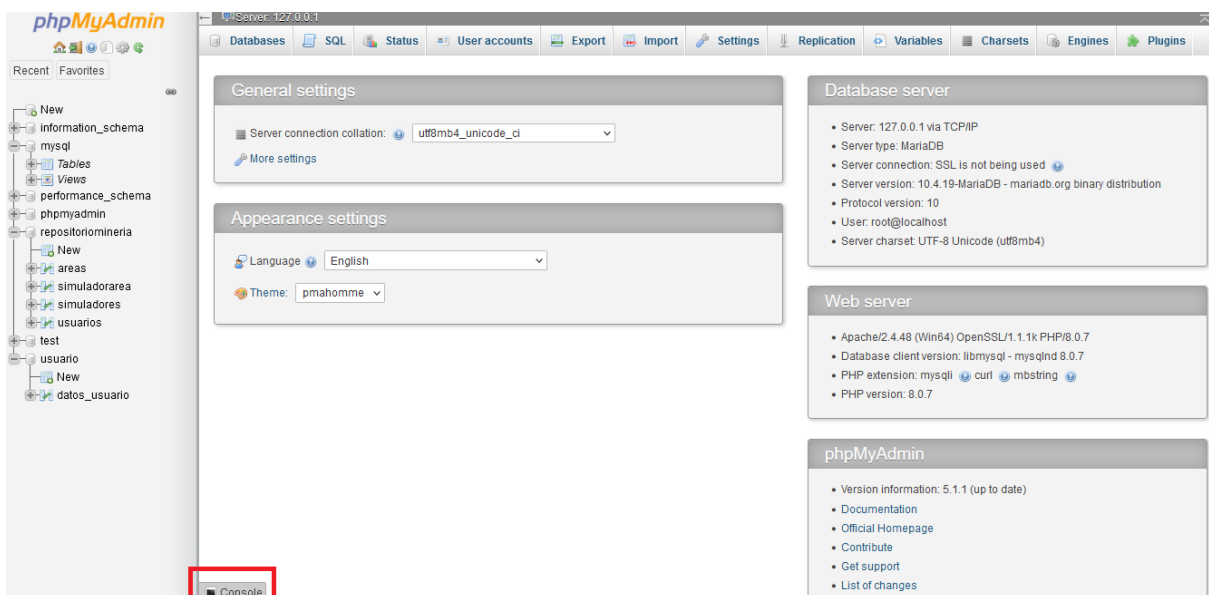 phpMyAdmin
Recent Favorites
New
information_schema
mysql
Tables
Views
performance_schema
phpmyadmin
repositoriomineria
New
areas
simuladorarea
simuladores
usuarios
test
usuario
New
datos_usuario
Server: 127.0.0.1
Databases SQL Status User accounts Export Import Settings Replication Variables Charsets Engines Plugins
General settings
Server connection collation: utf8mb4_unicode_ci
More settings
Appearance settings
Language English
Theme: pmahomme
Database server
• Server: 127.0.0.1 via TCP/IP
• Server type: MariaDB
• Server connection: SSL is not being used
• Server version: 10.4.19-MariaDB - mariadb.org binary distribution
• Protocol version: 10
• User: root@localhost
• Server charset: UTF-8 Unicode (utf8mb4)
Web server
• Apache/2.4.48 (Win64) OpenSSL/1.1.1k PHP/8.0.7
• Database client version: libmysql - mysqlnd 8.0.7
• PHP extension: mysqli curl mbstring
• PHP version: 8.0.7
phpMyAdmin
• Version information: 5.1.1 (up to date)
• Documentation
• Official Homepage
• Contribute
• Get support
• List of changes
Console